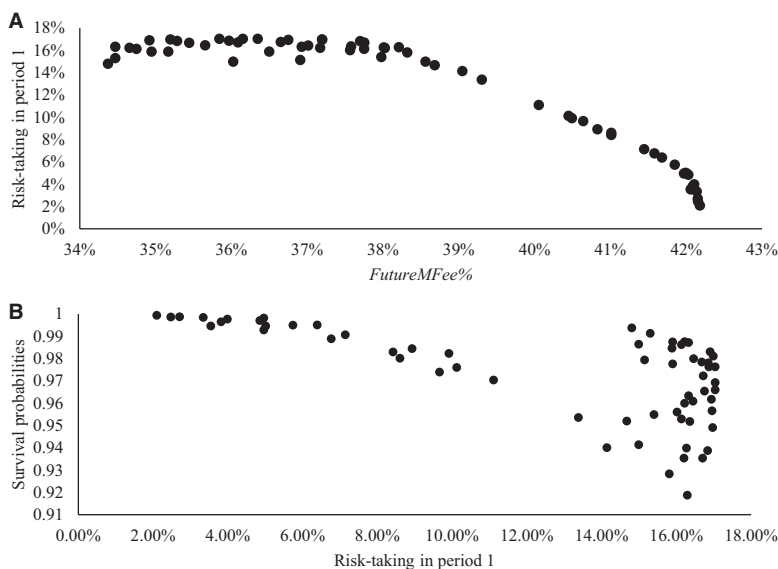 A
Risk-taking in period 1
18%
16%
14%
12%
10%
8%
6%
4%
2%
0%
34% 35% 36% 37% 38% 39% 40% 41% 42% 43%
FutureMFee%
B
Survival probabilities
1
0.99
0.98
0.97
0.96
0.95
0.94
0.93
0.92
0.91
0.00% 2.00% 4.00% 6.00% 8.00% 10.00% 12.00% 14.00% 16.00% 18.00%
Risk-taking in period 1